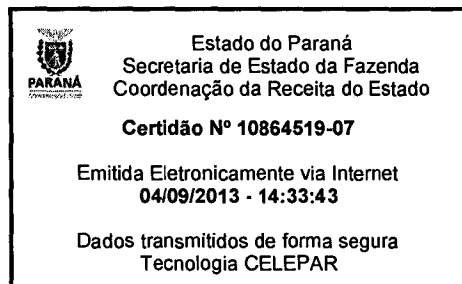 Estado do Paraná
Secretaria de Estado da Fazenda
PARANÁ
Coordenação da Receita do Estado
Certidão Nº 10864519-07
Emitida Eletronicamente via Internet
04/09/2013 - 14:33:43
Dados transmitidos de forma segura
Tecnologia CELEPAR